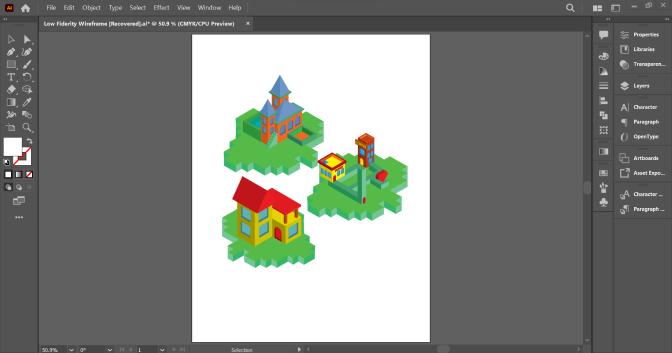 Ai File Edit Object Type Select Effect View Window Help
Low Fiderity Wireframe [Recovered].ai* @ 50.9 % (CMYK/CPU Preview) ×
Properties
Libraries
Transparen...
Layers
Character
Paragraph
OpenType
Artboards
Asset Expo...
Character ...
Paragraph ...
50.9% 0° 1 Selection